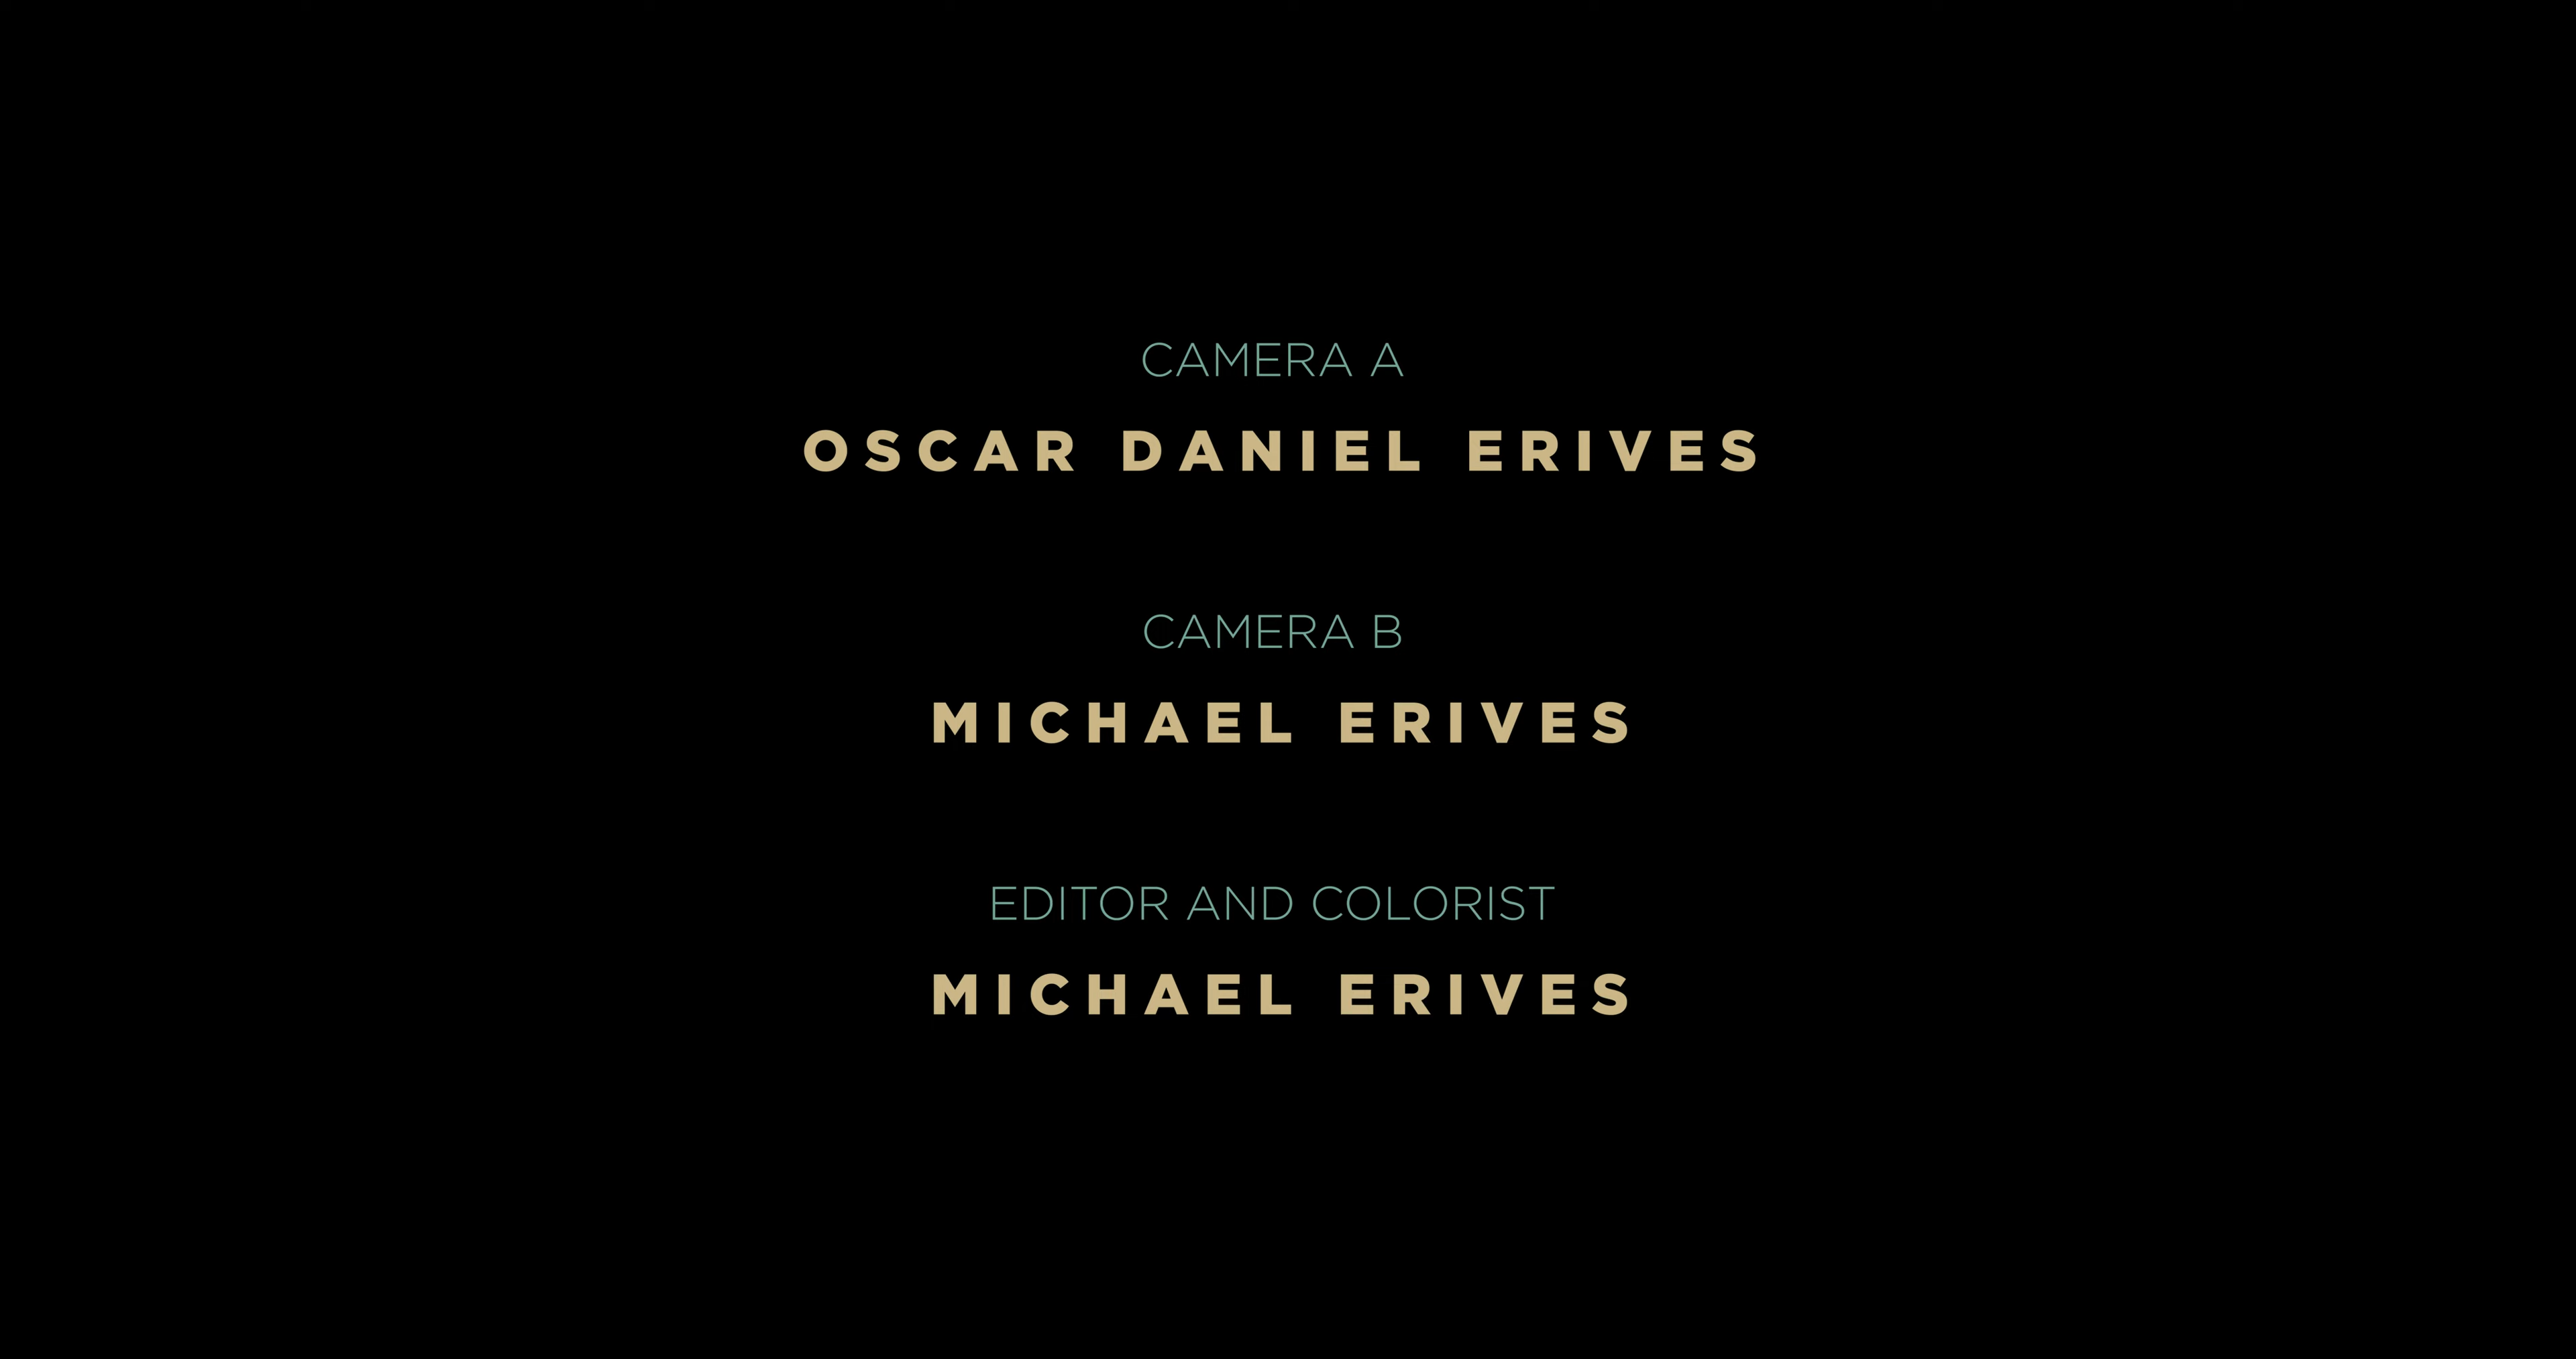 CAMERA A
OSCAR DANIEL ERIVES
CAMERA B
MICHAEL ERIVES
EDITOR AND COLORIST
MICHAEL ERIVES